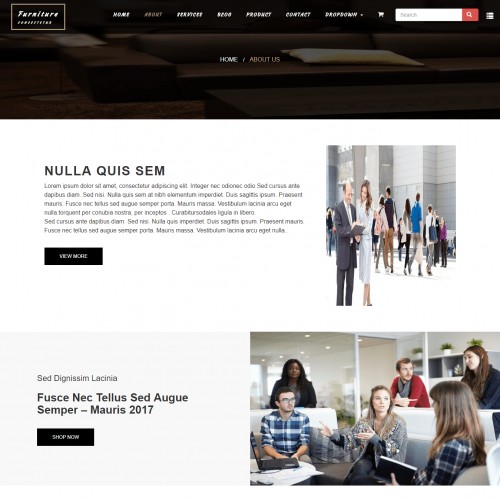 Furniture
CONSECTETUR
HOME ABOUT SERVICES BLOG PRODUCT CONTACT DROPDOWN
Search
HOME / ABOUT US
NULLA QUIS SEM
Lorem ipsum dolor sit amet, consectetur adipiscing elit. Integer nec odionec odio Sed cursus ante
dapibus diam. Sed nisi. Nulla quis sem at nibh elementum imperdiet. Duis sagittis ipsum. Praesent
mauris. Fusce nec tellus sed augue semper porta. Mauris massa. Vestibulum lacinia arcu eget
nulla.torquent per conubia nostra, per inceptos . Curabitursodales ligula in libero.
Sed cursus ante dapibus diam. Sed nisi. Nulla quis imperdiet. Duis sagittis ipsum. Praesent mauris.
Fusce nec tellus sed augue semper porta. Mauris massa. Vestibulum lacinia arcu eget nulla.
VIEW MORE
Sed Dignissim Lacinia
Fusce Nec Tellus Sed Augue
Semper – Mauris 2017
SHOP NOW